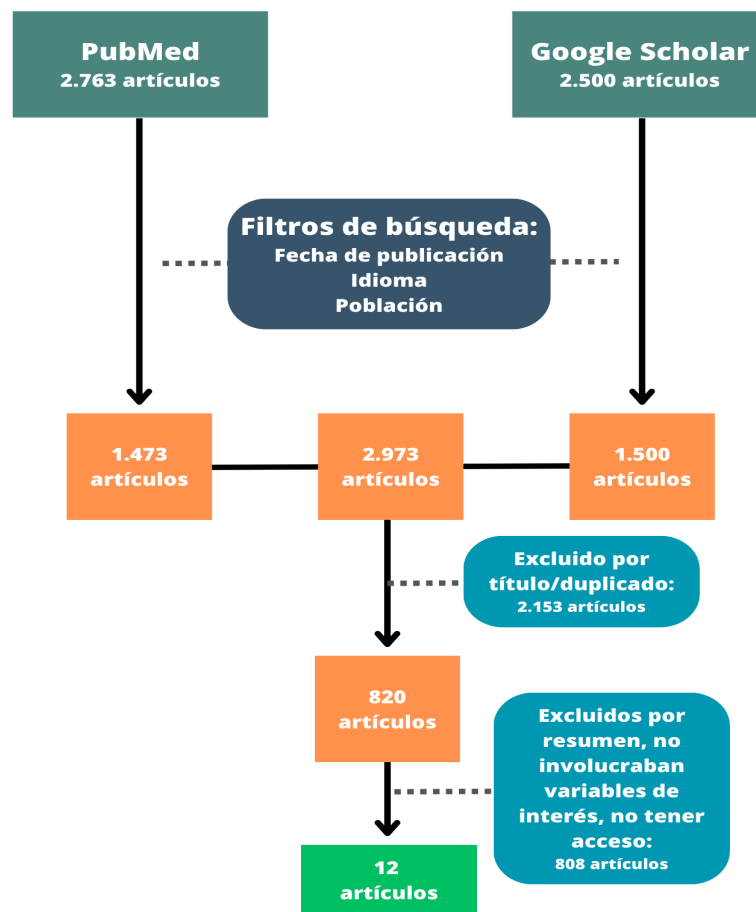 PubMed
2.763 artículos
Google Scholar
2.500 artículos
Filtros de búsqueda:
Fecha de publicación
Idioma
Población
1.473
artículos
2.973
artículos
1.500
artículos
Excluido por
título/duplicado:
2.153 artículos
820
artículos
Excluidos por
resumen, no
involucraban
variables de
interés, no tener
acceso:
808 artículos
12
artículos